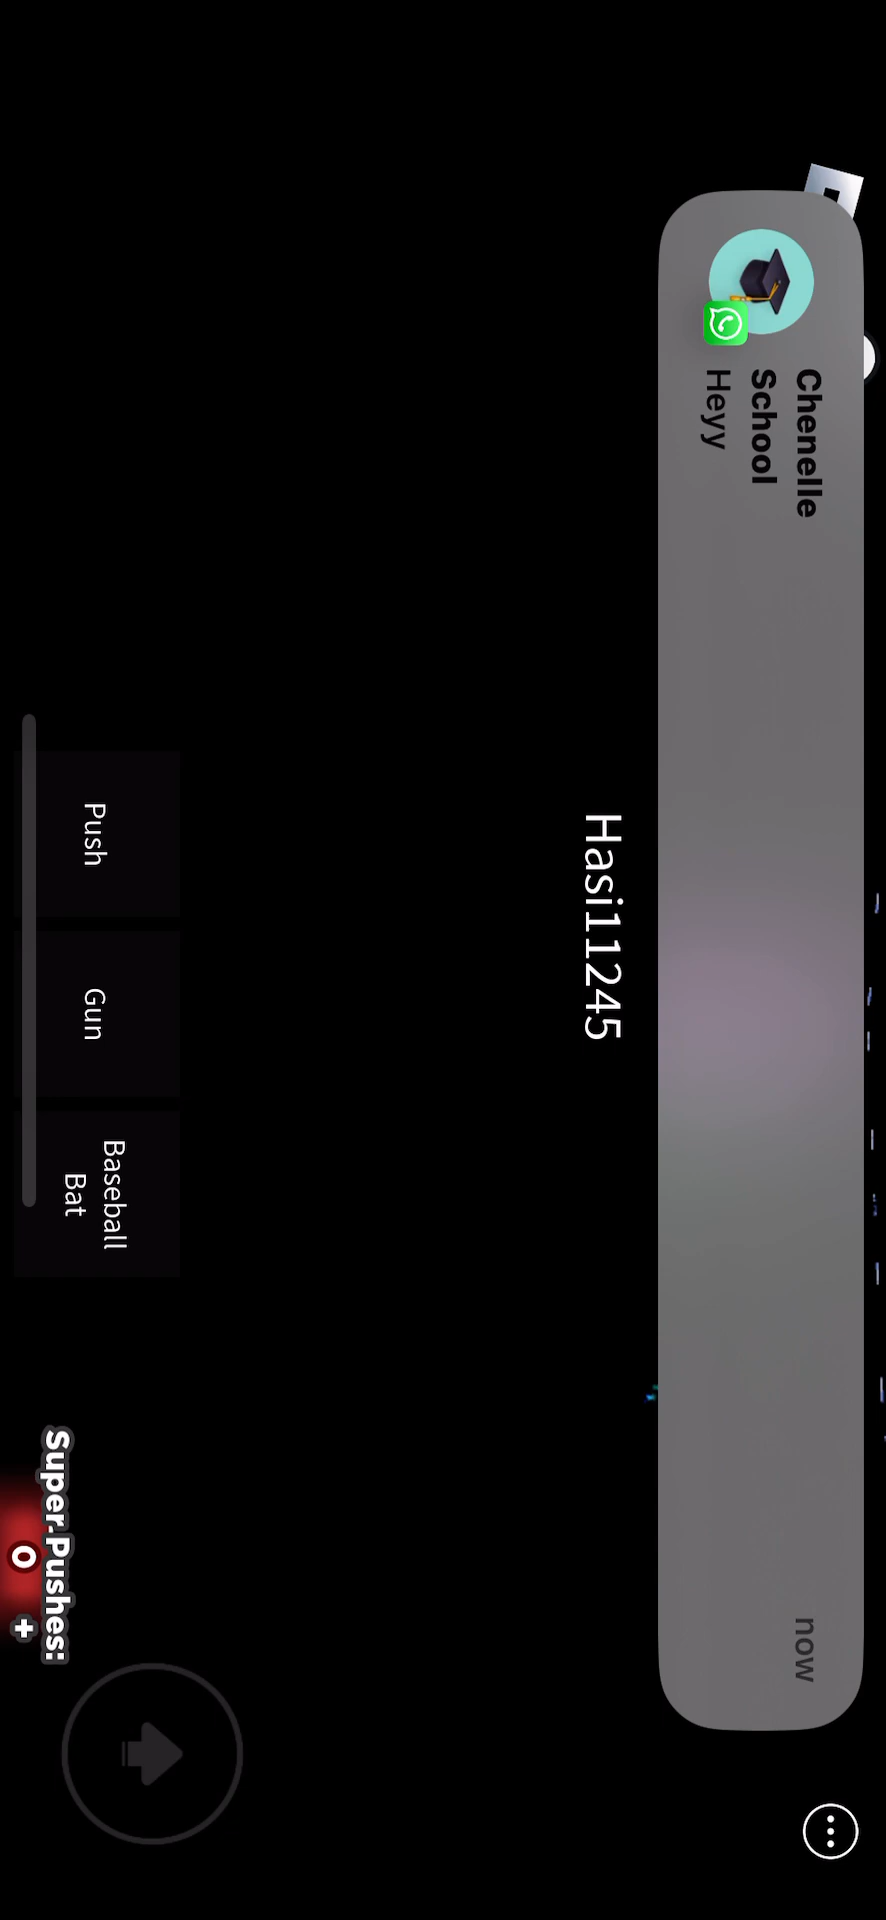 Chenelle
School
Heyy
now
Hasi11245
Push
Gun
Baseball
Bat
Super Pushes:
0 +